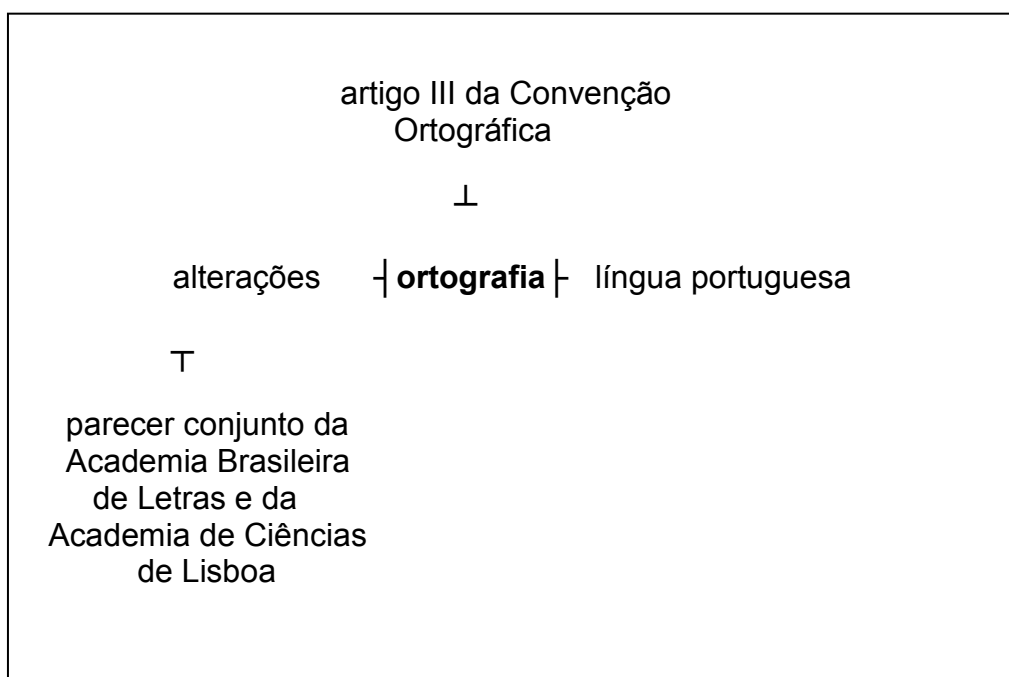 artigo III da Convenção
Ortográfica
⊥
alterações ┤ortografia├ língua portuguesa
┬
parecer conjunto da
Academia Brasileira
de Letras e da
Academia de Ciências
de Lisboa